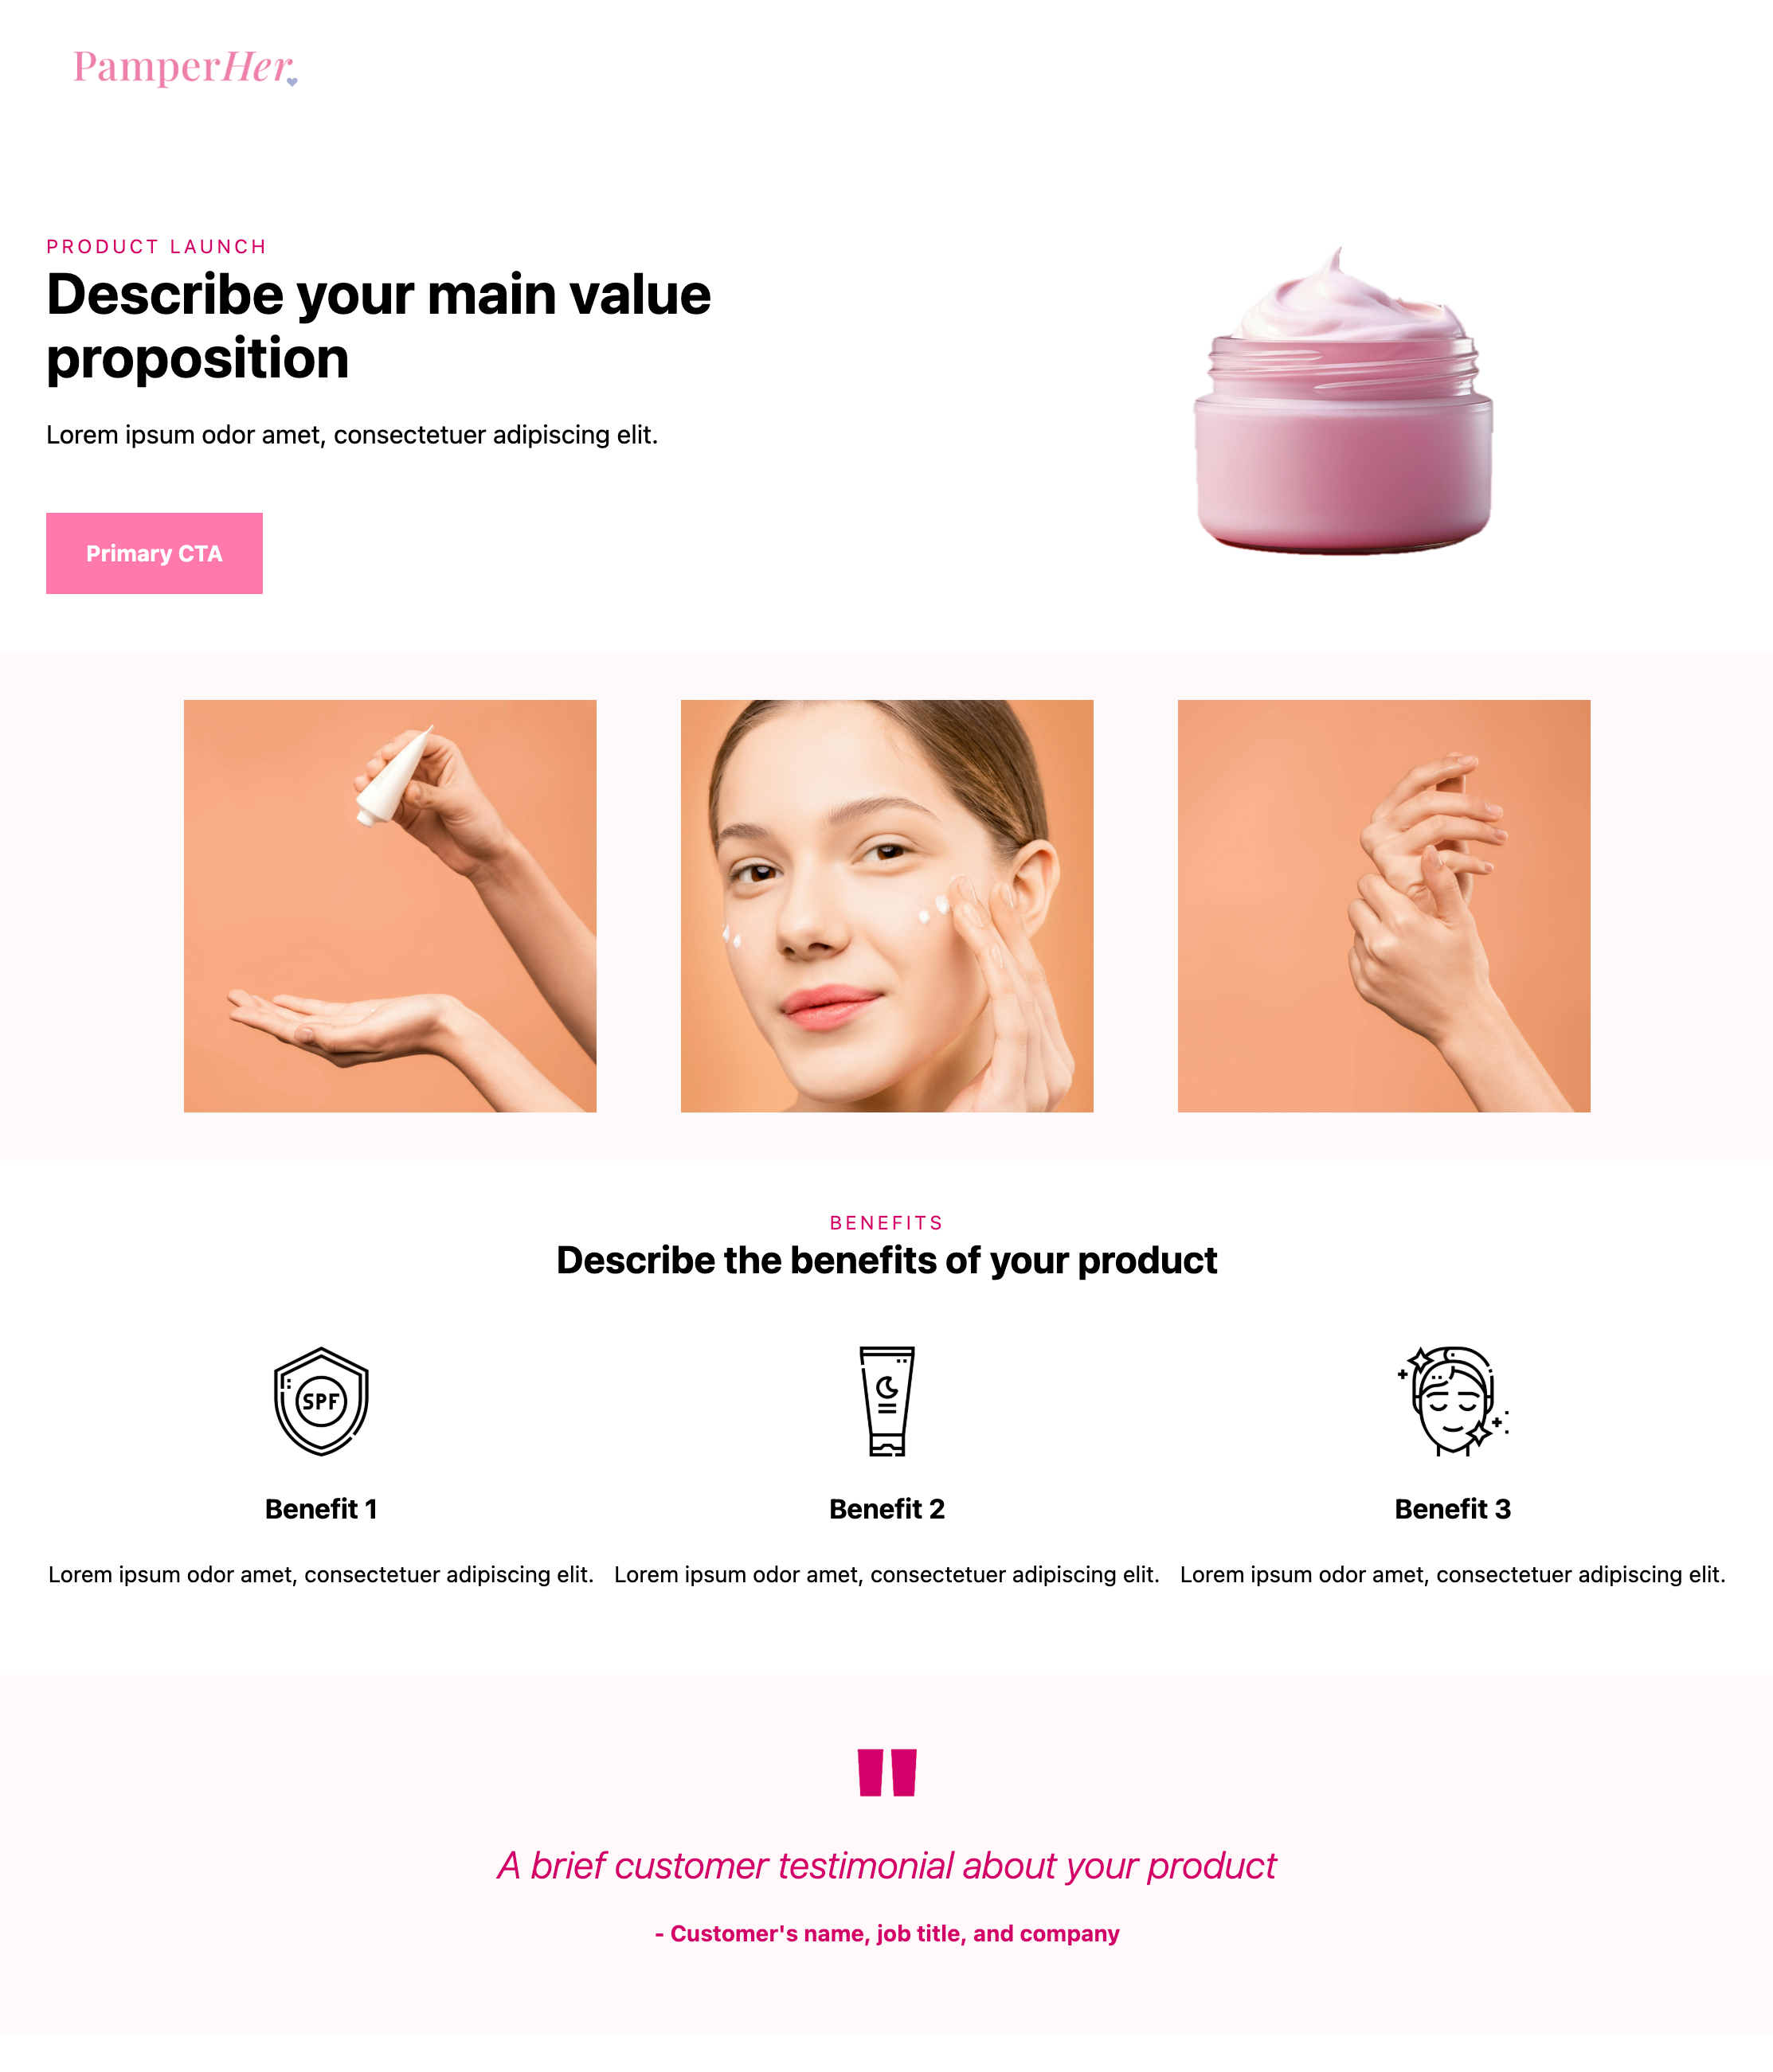 PamperHer
PRODUCT LAUNCH
Describe your main value
proposition
Lorem ipsum odor amet, consectetuer adipiscing elit.
Primary CTA
BENEFITS
Describe the benefits of your product
SPF
Benefit 1
Benefit 2
Benefit 3
Lorem ipsum odor amet, consectetuer adipiscing elit.
Lorem ipsum odor amet, consectetuer adipiscing elit.
Lorem ipsum odor amet, consectetuer adipiscing elit.
"
A brief customer testimonial about your product
- Customer's name, job title, and company